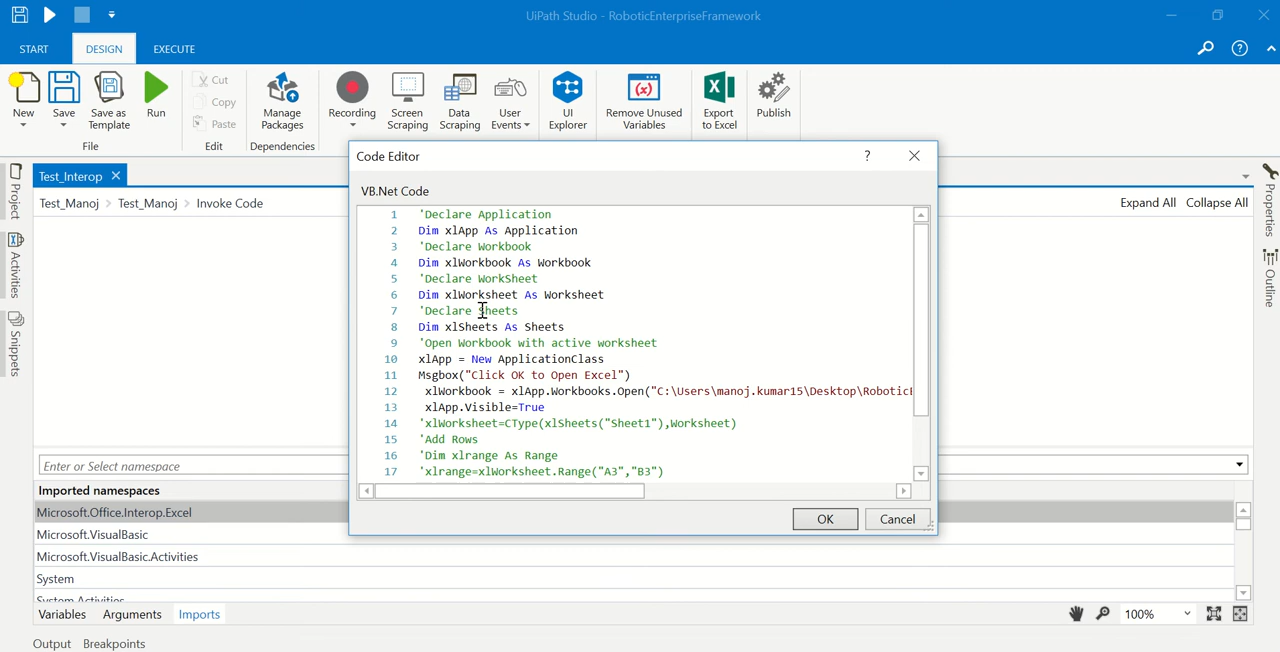 UiPath Studio - RoboticEnterpriseFramework
START DESIGN EXECUTE
New
Save
Save as
Template
Run
Cut
Copy
Paste
Manage
Packages
Recording
Screen
Scraping
Data
Scraping
User
Events
UI
Explorer
Remove Unused
Variables
Export
to Excel
Publish
File
Edit
Dependencies
Test_Interop
Test_Manoj > Test_Manoj > Invoke Code
Expand All Collapse All
Project
Activities
Snippets
Properties
Outline
Code Editor
VB.Net Code
1 'Declare Application
2 Dim xlApp As Application
3 'Declare Workbook
4 Dim xlWorkbook As Workbook
5 'Declare WorkSheet
6 Dim xlWorksheet As Worksheet
7 'Declare Sheets
8 Dim xlSheets As Sheets
9 'Open Workbook with active worksheet
10 xlApp = New ApplicationClass
11 Msgbox("Click OK to Open Excel")
12 xlWorkbook = xlApp.Workbooks.Open("C:\Users\manoj.kumar15\Desktop\Robotic
13 xlApp.Visible=True
14 'xlWorksheet=CType(xlSheets("Sheet1"),Worksheet)
15 'Add Rows
16 'Dim xlrange As Range
17 'xlrange=xlWorksheet.Range("A3","B3")
OK Cancel
Enter or Select namespace
Imported namespaces
Microsoft.Office.Interop.Excel
Microsoft.VisualBasic
Microsoft.VisualBasic.Activities
System
System.Activities
Variables Arguments Imports
100%
Output Breakpoints